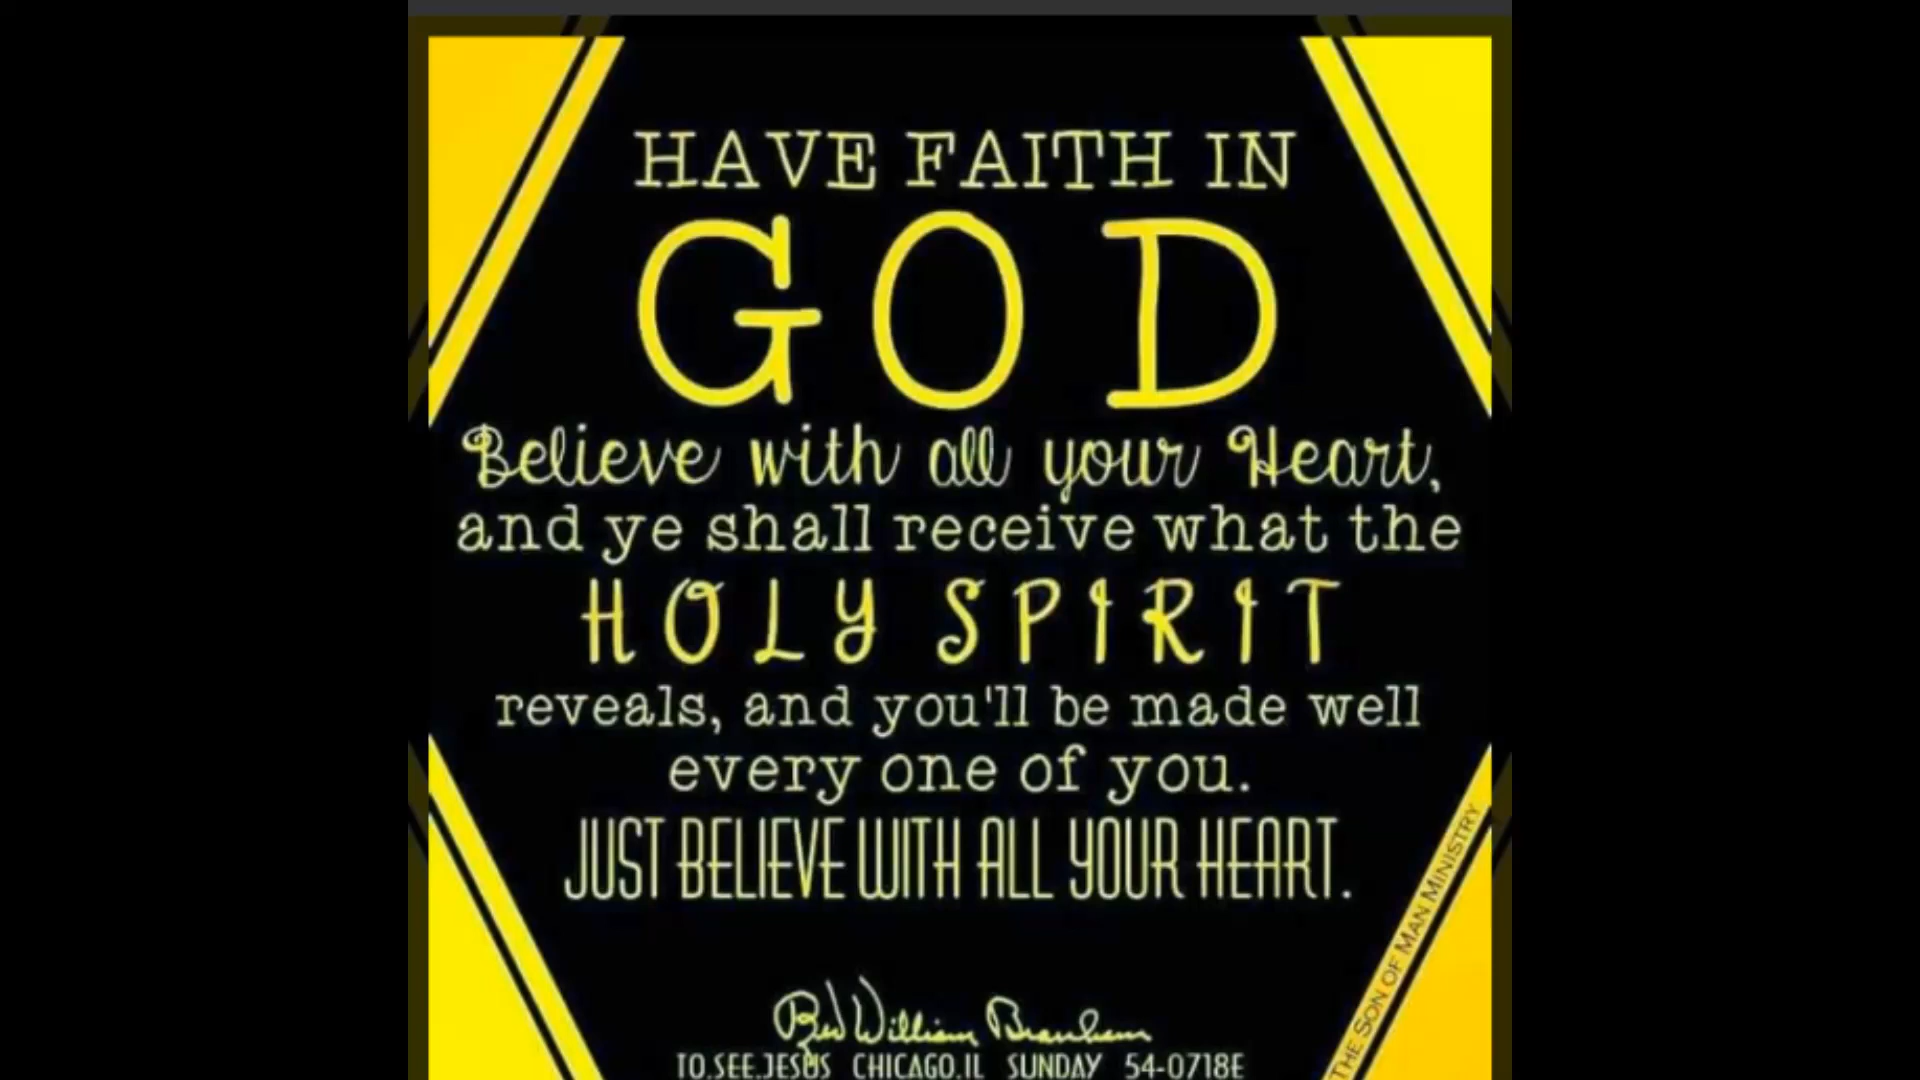 HAVE FAITH IN
GOD
Believe with all your Heart,
and ye shall receive what the
HOLY SPIRIT
reveals, and you'll be made well
every one of you.
JUST BELIEVE WITH ALL YOUR HEART.
Rev William Branham
TO.SEE.JESUS CHICAGO.IL SUNDAY 54-0718E
THE SON OF MAN MINISTRY